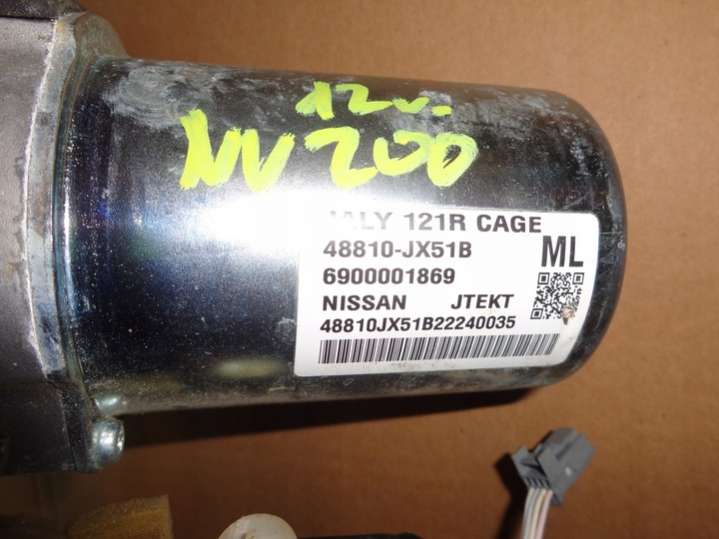 12v.
NV200
121R CAGE
48810-JX51B
ML
6900001869
NISSAN JTEKT
48810JX51B22240035